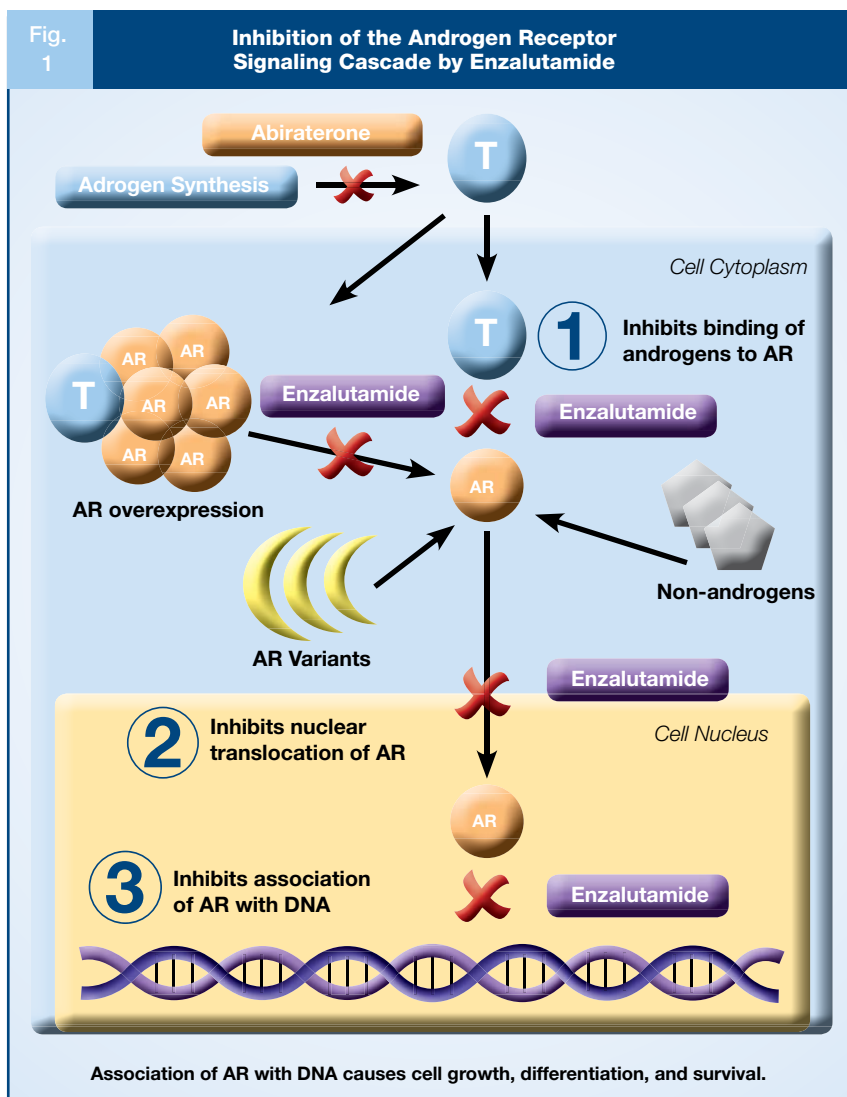 Fig.
1
Inhibition of the Androgen Receptor
Signaling Cascade by Enzalutamide
Abiraterone
T
Adrogen Synthesis
Cell Cytoplasm
T
1
Inhibits binding of
androgens to AR
AR
AR
T
AR
AR
AR
AR
Enzalutamide
Enzalutamide
AR
AR overexpression
Non-androgens
AR Variants
Enzalutamide
2
Inhibits nuclear
translocation of AR
Cell Nucleus
AR
3
Inhibits association
of AR with DNA
Enzalutamide
Association of AR with DNA causes cell growth, differentiation, and survival.